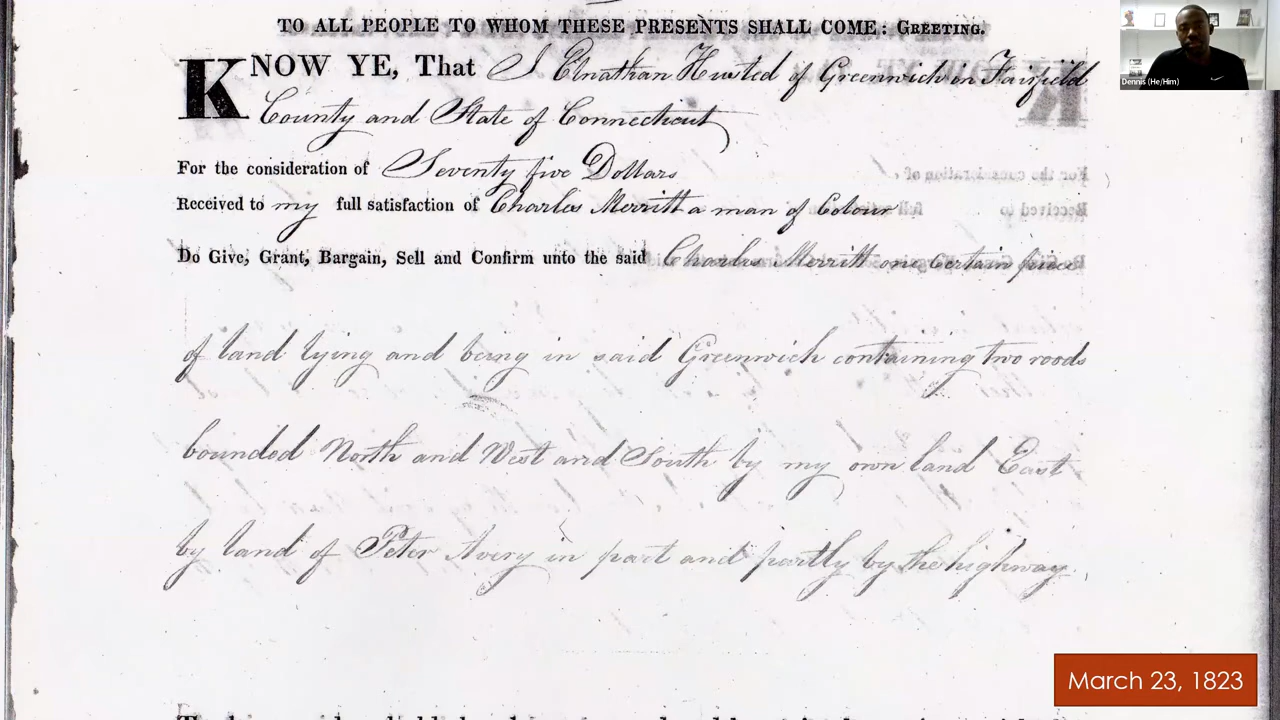 TO ALL PEOPLE TO WHOM THESE PRESENTS SHALL COME: GREETING.
KNOW YE, That I Elnathan Husted of Greenwich in Fairfield
County and State of Connecticut
For the consideration of Seventy five Dollars
Received to my full satisfaction of Charles Merritt a man of Colour
Do Give, Grant, Bargain, Sell and Confirm unto the said Charles Merritt one Certain piece
of land lying and being in said Greenwich containing two roods
bounded North and West and South by my own land East
by land of Peter Avery in part and partly by the highway.
Dennis (He/Him)
March 23, 1823